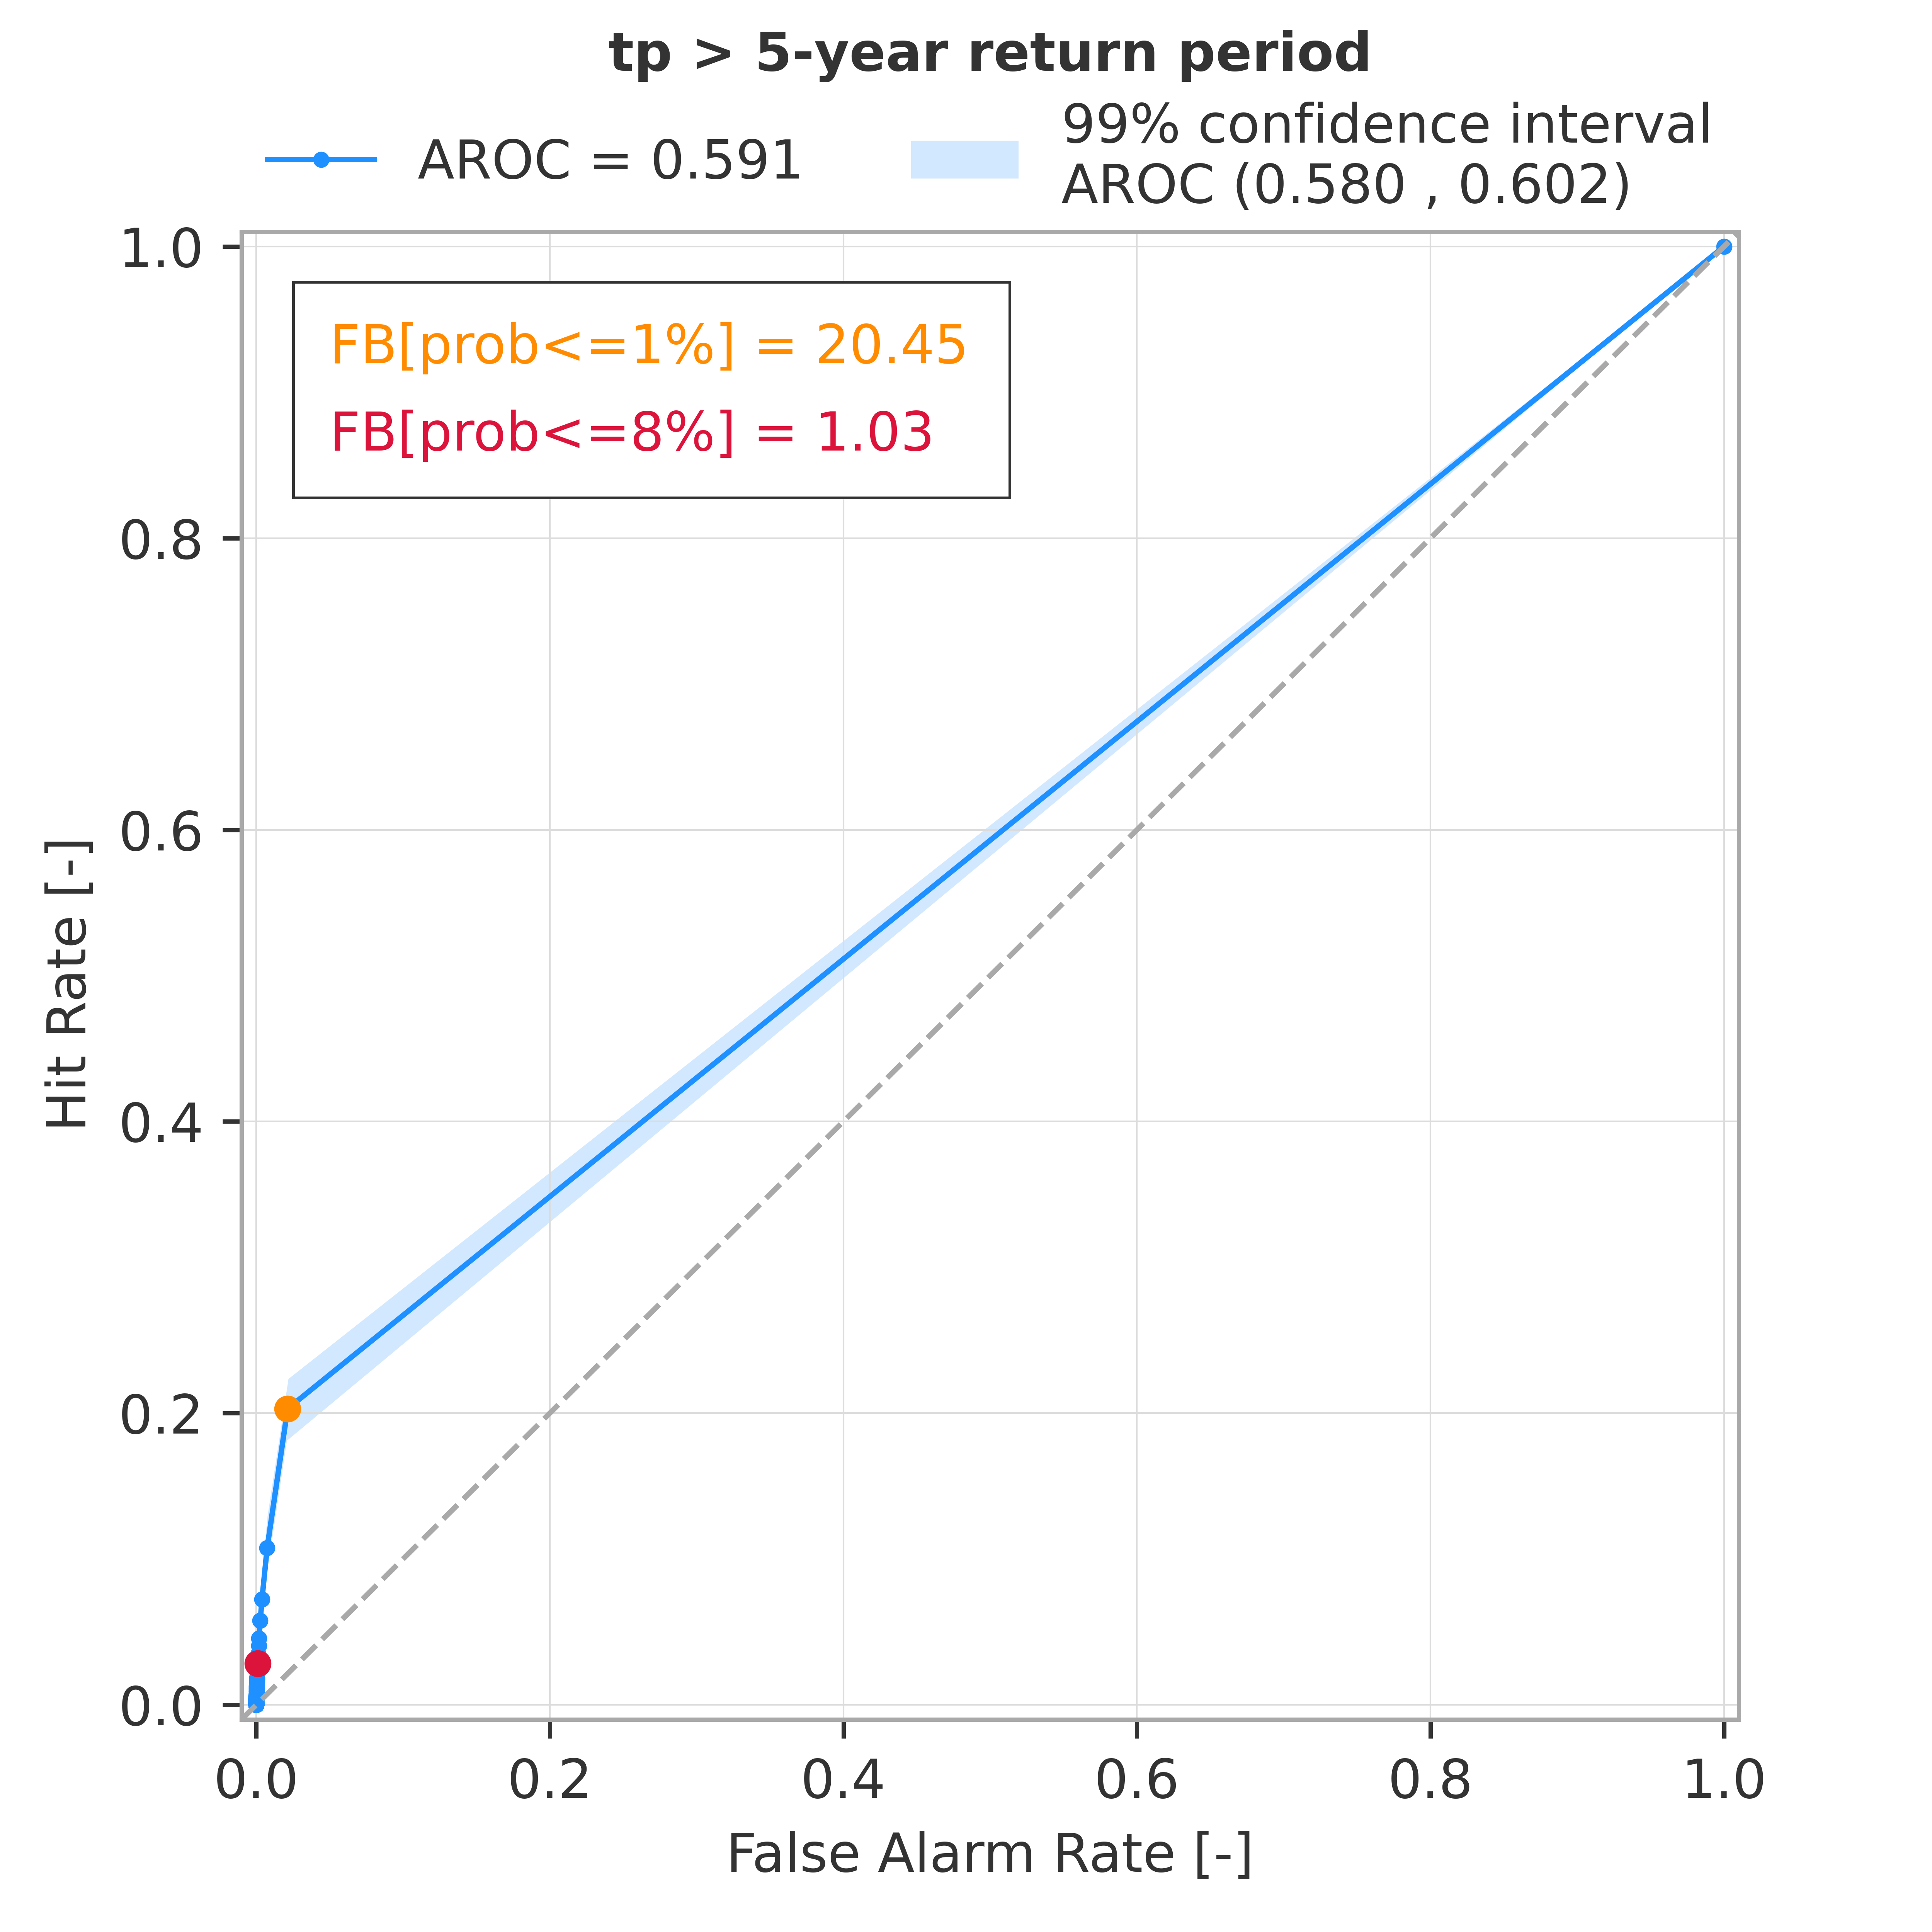 tp > 5-year return period
AROC = 0.591
99% confidence interval
AROC (0.580 , 0.602)
FB[prob<=1%] = 20.45
FB[prob<=8%] = 1.03
1.0
0.8
0.6
0.4
0.2
0.0
Hit Rate [-]
0.0 0.2 0.4 0.6 0.8 1.0
False Alarm Rate [-]